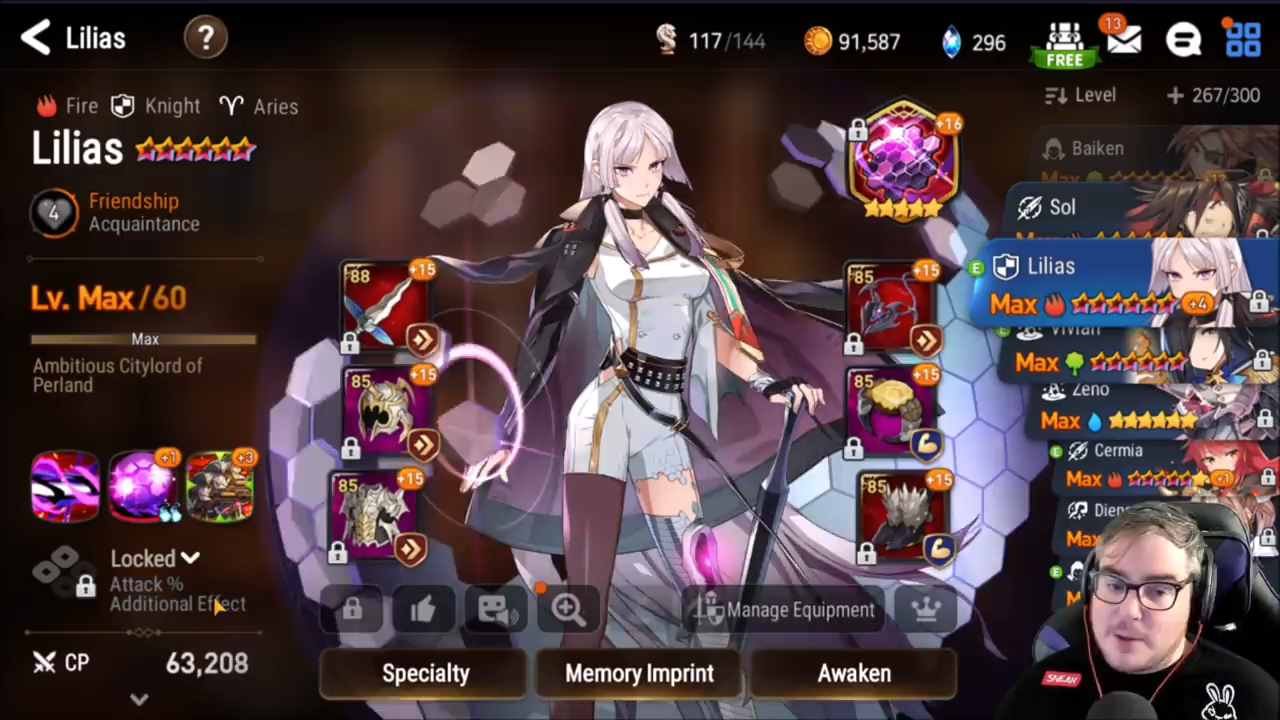 Lilias
?
117/144
91,587
296
FREE
13
Fire Knight Aries
Level
+ 267/300
Lilias
4
Friendship
Acquaintance
Lv. Max/60
Max
Ambitious Citylord of
Perland
+1
+3
Locked
Attack %
Additional Effect
CP 63,208
88 +15
85 +15
85 +15
+16
85 +15
85 +15
85 +15
Manage Equipment
Specialty
Memory Imprint
Awaken
Baiken
Max
Sol
E
Lilias
Max +4
E
Vivian
Max
Zeno
Max
E
Cermia
Max +1
Max
E
SNEAK